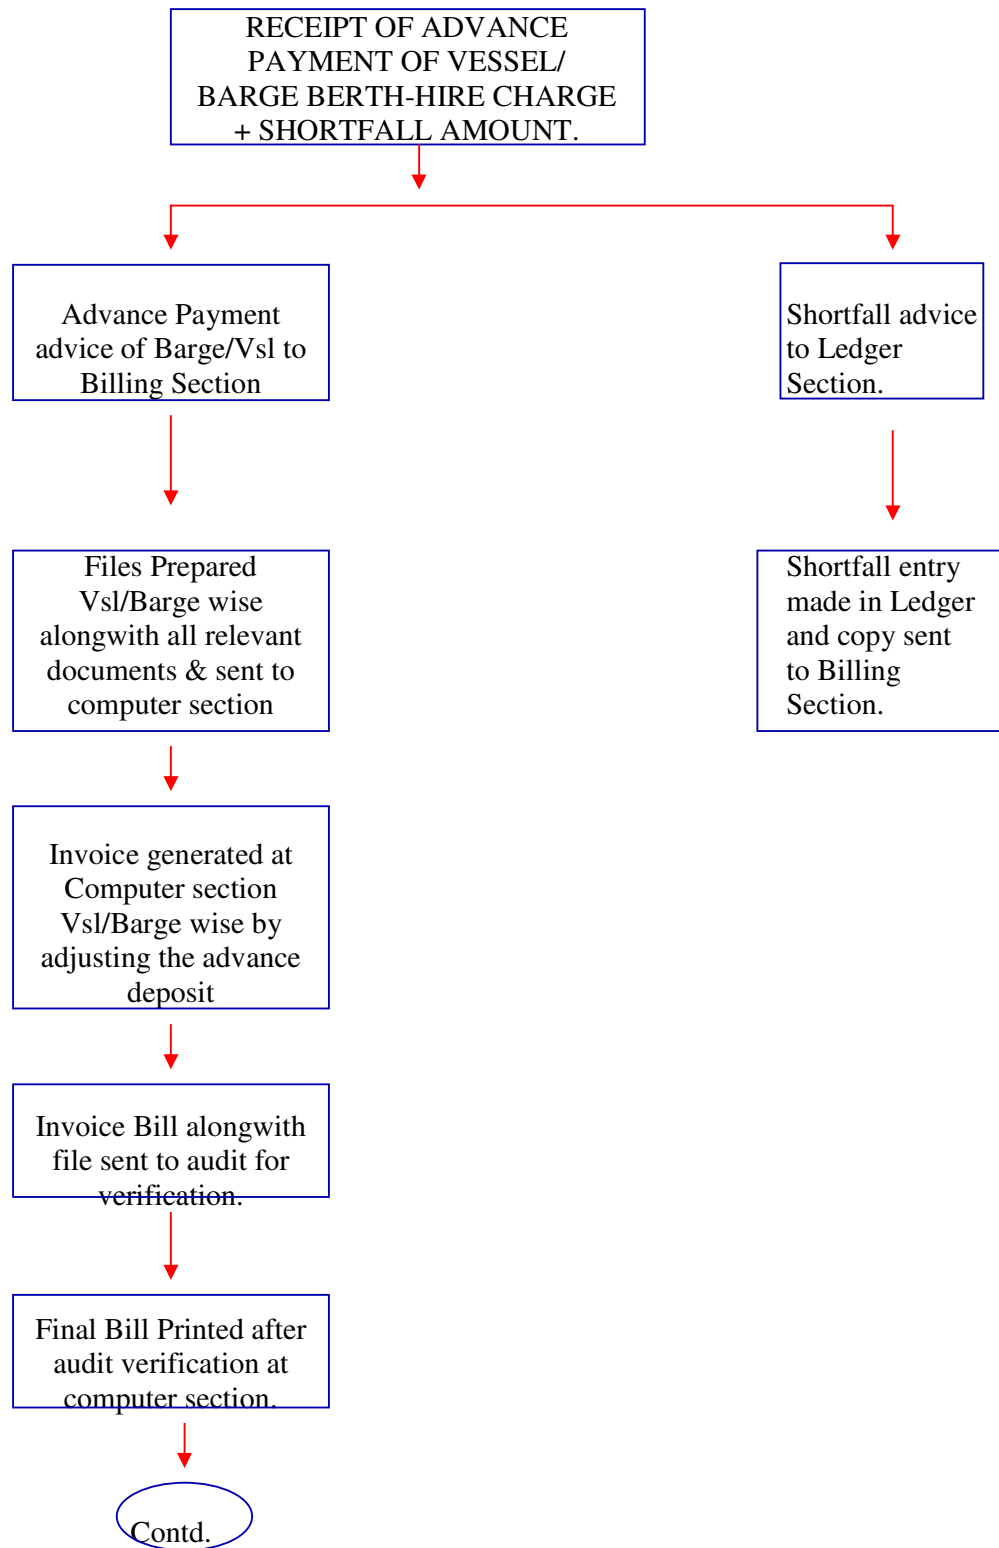 RECEIPT OF ADVANCE
PAYMENT OF VESSEL/
BARGE BERTH-HIRE CHARGE
+ SHORTFALL AMOUNT.
Advance Payment
advice of Barge/Vsl to
Billing Section
Shortfall advice
to Ledger
Section.
Files Prepared
Vsl/Barge wise
alongwith all relevant
documents & sent to
computer section
Shortfall entry
made in Ledger
and copy sent
to Billing
Section.
Invoice generated at
Computer section
Vsl/Barge wise by
adjusting the advance
deposit
Invoice Bill alongwith
file sent to audit for
verification.
Final Bill Printed after
audit verification at
computer section.
Contd.